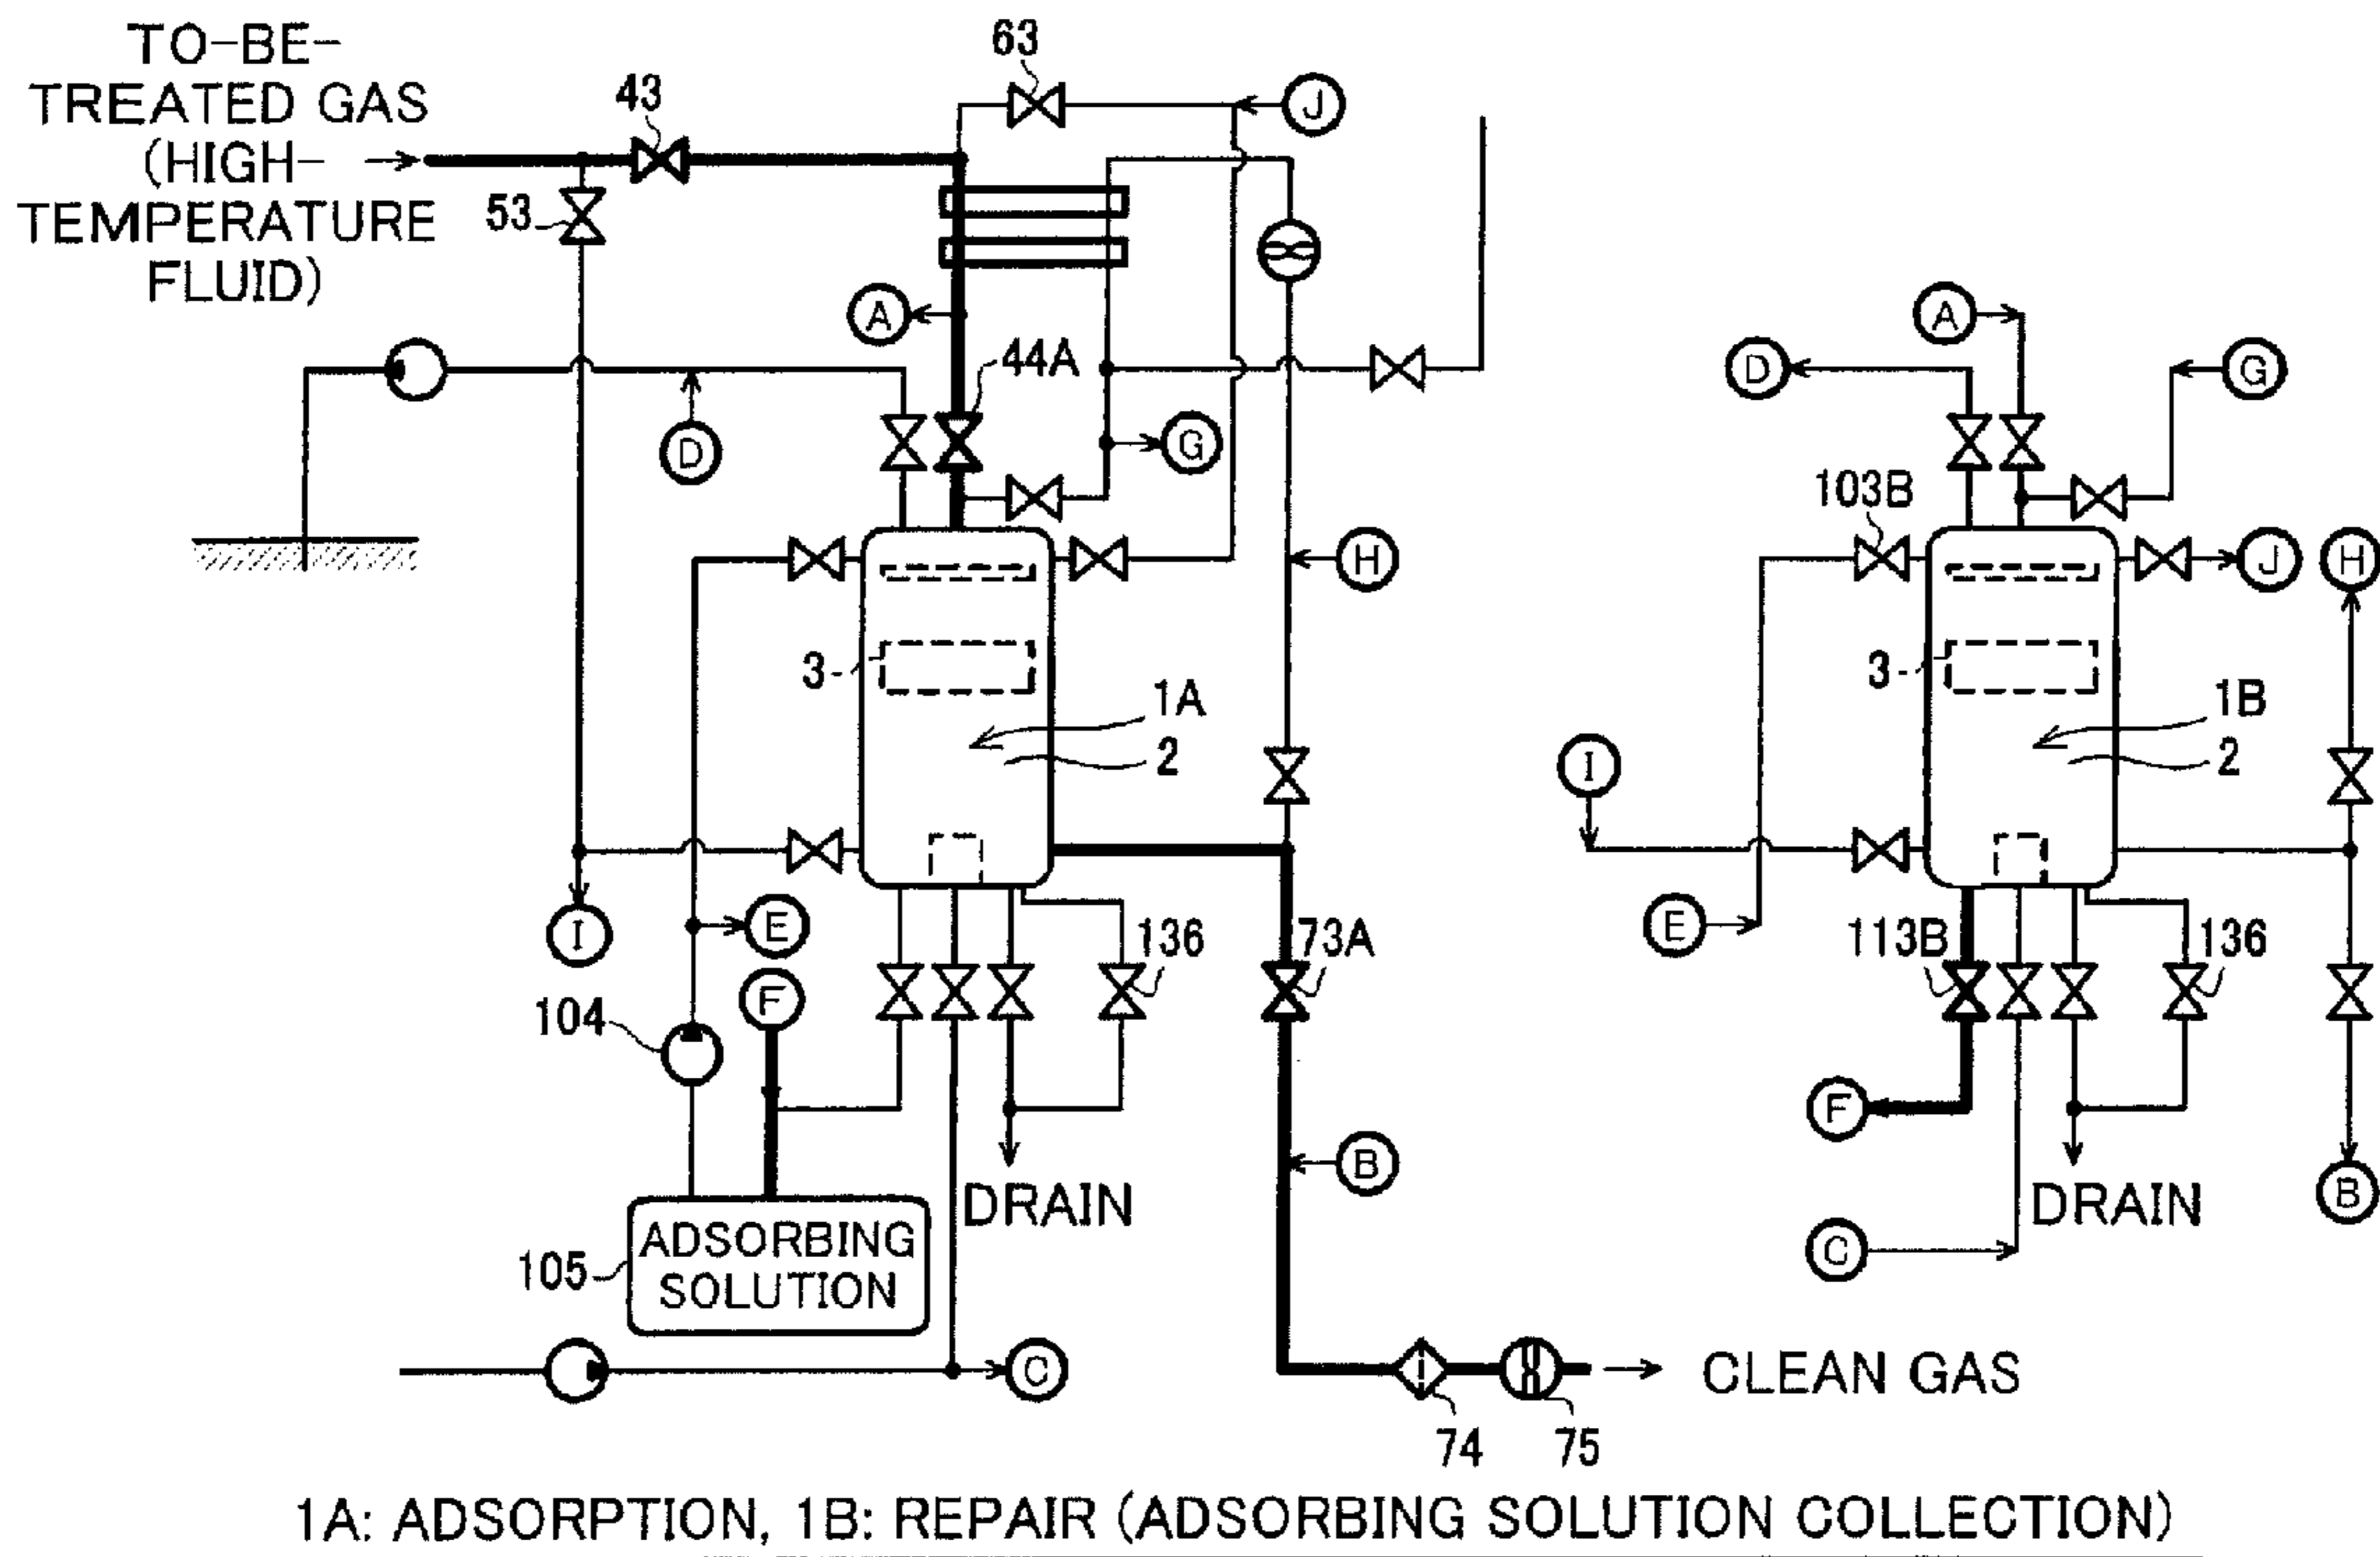 TO-BE-
TREATED GAS
(HIGH-
TEMPERATURE
FLUID)
43
63
J
53
A
44A
D
G
A
D
G
103B
H
J
H
3
1A
2
3
1B
2
I
I
E
136
73A
E
113B
136
F
104
B
F
DRAIN
DRAIN
B
105
ADSORBING
SOLUTION
C
C
CLEAN GAS
74
75
1A: ADSORPTION, 1B: REPAIR (ADSORBING SOLUTION COLLECTION)